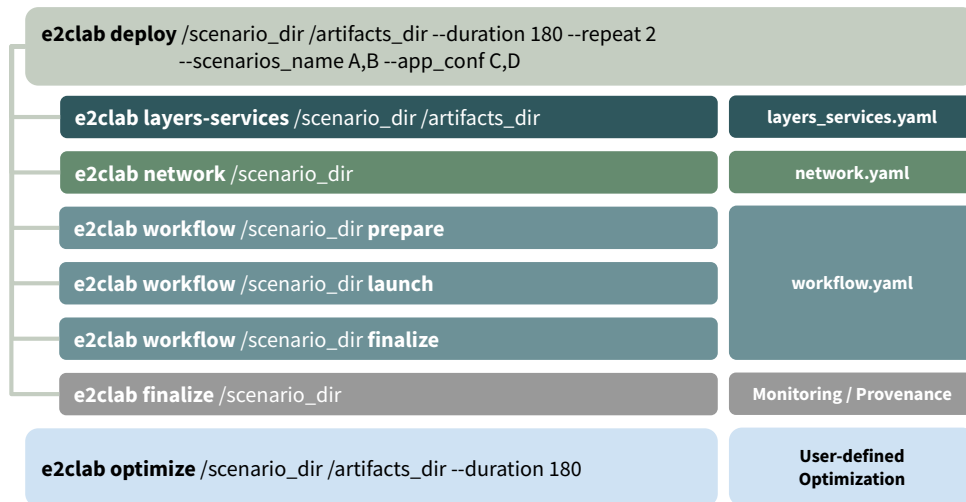 e2clab deploy /scenario_dir /artifacts_dir --duration 180 --repeat 2
--scenarios_name A,B --app_conf C,D
e2clab layers-services /scenario_dir /artifacts_dir
layers_services.yaml
e2clab network /scenario_dir
network.yaml
e2clab workflow /scenario_dir prepare
e2clab workflow /scenario_dir launch
workflow.yaml
e2clab workflow /scenario_dir finalize
e2clab finalize /scenario_dir
Monitoring / Provenance
e2clab optimize /scenario_dir /artifacts_dir --duration 180
User-defined
Optimization